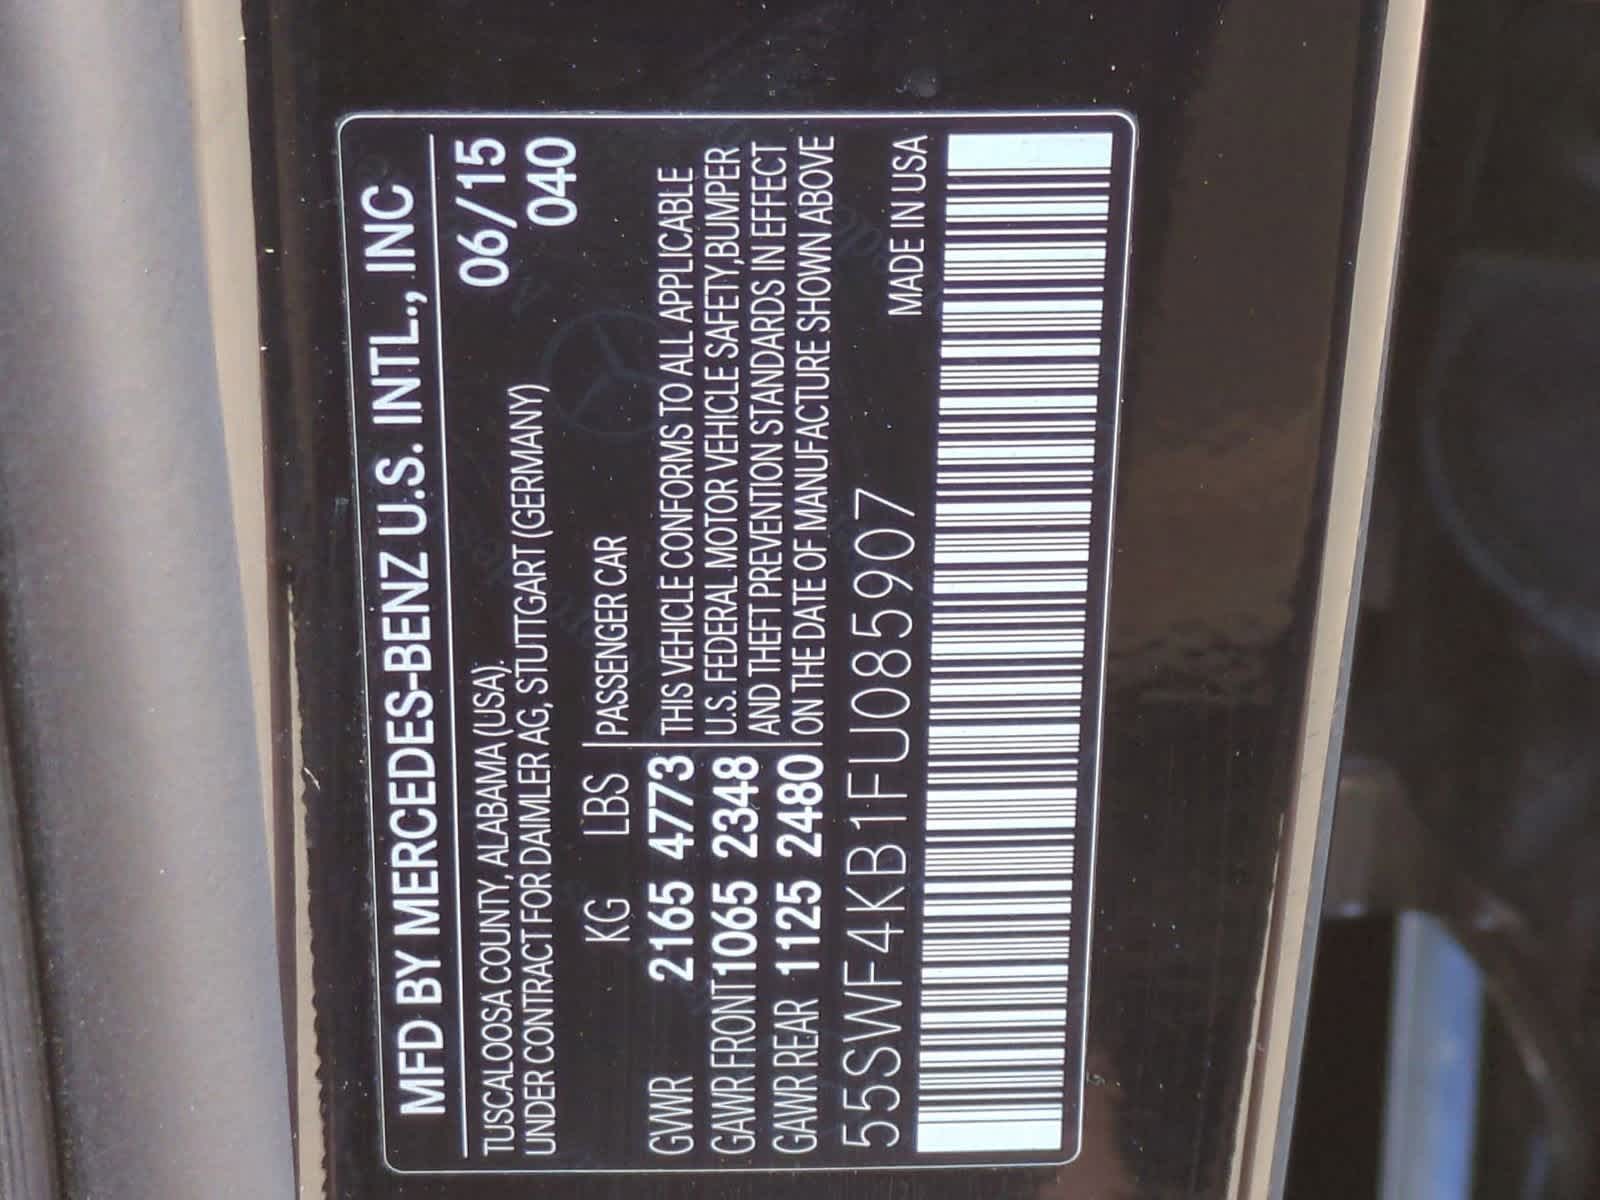 MFD BY MERCEDES-BENZ U.S. INTL., INC
TUSCALOOSA COUNTY, ALABAMA (USA). 06/15
UNDER CONTRACT FOR DAIMLER AG, STUTTGART (GERMANY) 040
KG LBS PASSENGER CAR
GVWR 2165 4773 THIS VEHICLE CONFORMS TO ALL APPLICABLE
GAWR FRONT 1065 2348 U.S. FEDERAL MOTOR VEHICLE SAFETY, BUMPER
GAWR REAR 1125 2480 AND THEFT PREVENTION STANDARDS IN EFFECT
ON THE DATE OF MANUFACTURE SHOWN ABOVE
55SWF4KB1FU085907
MADE IN USA